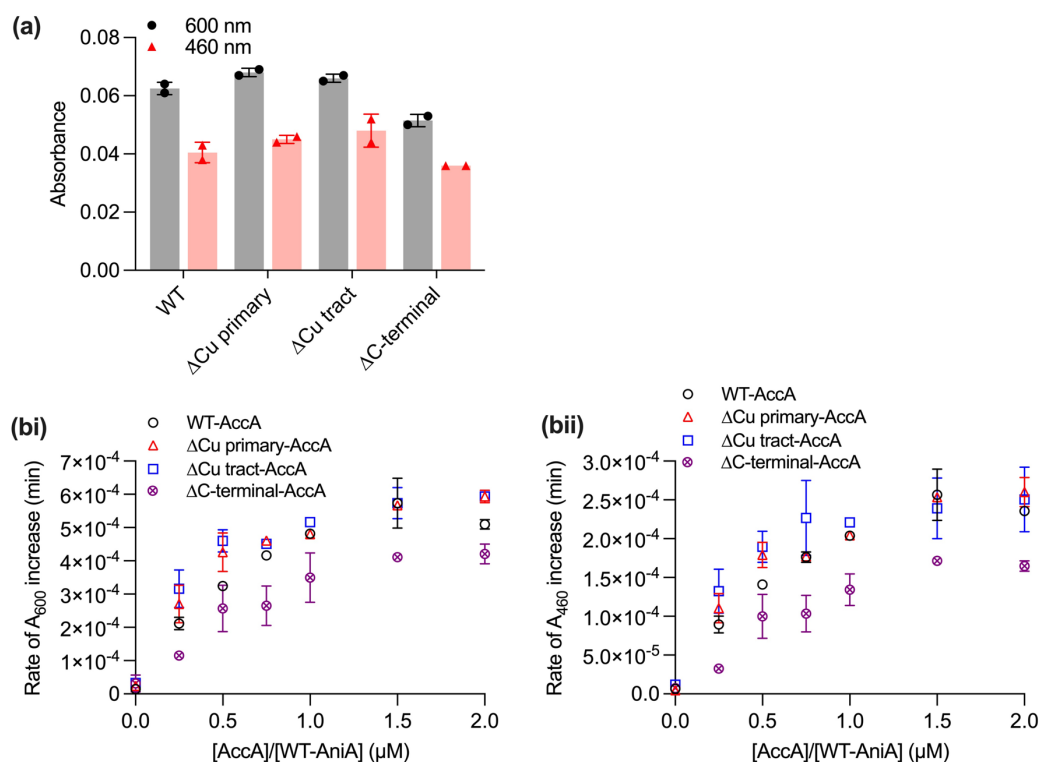 (a)
600 nm
460 nm
0.08
0.06
0.04
0.02
0.00
Absorbance
WT
ΔCu primary
ΔCu tract
ΔC-terminal
(bi)
WT-AccA
ΔCu primary-AccA
ΔCu tract-AccA
ΔC-terminal-AccA
7×10⁻⁴
6×10⁻⁴
5×10⁻⁴
4×10⁻⁴
3×10⁻⁴
2×10⁻⁴
1×10⁻⁴
0
Rate of A₆₀₀ increase (min)
0.0 0.5 1.0 1.5 2.0
[AccA]/[WT-AniA] (μM)
(bii)
WT-AccA
ΔCu primary-AccA
ΔCu tract-AccA
ΔC-terminal-AccA
3.0×10⁻⁴
2.5×10⁻⁴
2.0×10⁻⁴
1.5×10⁻⁴
1.0×10⁻⁴
5.0×10⁻⁵
0.0
Rate of A₄₆₀ increase (min)
0.0 0.5 1.0 1.5 2.0
[AccA]/[WT-AniA] (μM)